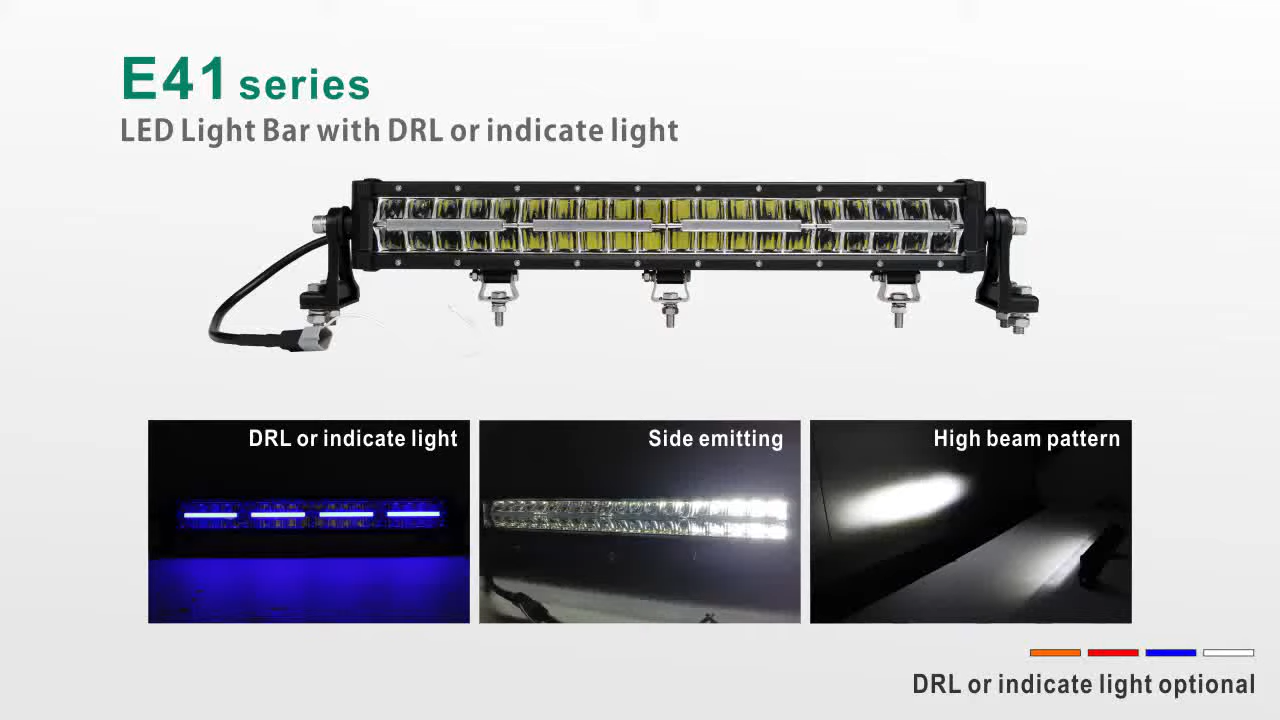 E41 series
LED Light Bar with DRL or indicate light
DRL or indicate light
Side emitting
High beam pattern
DRL or indicate light optional